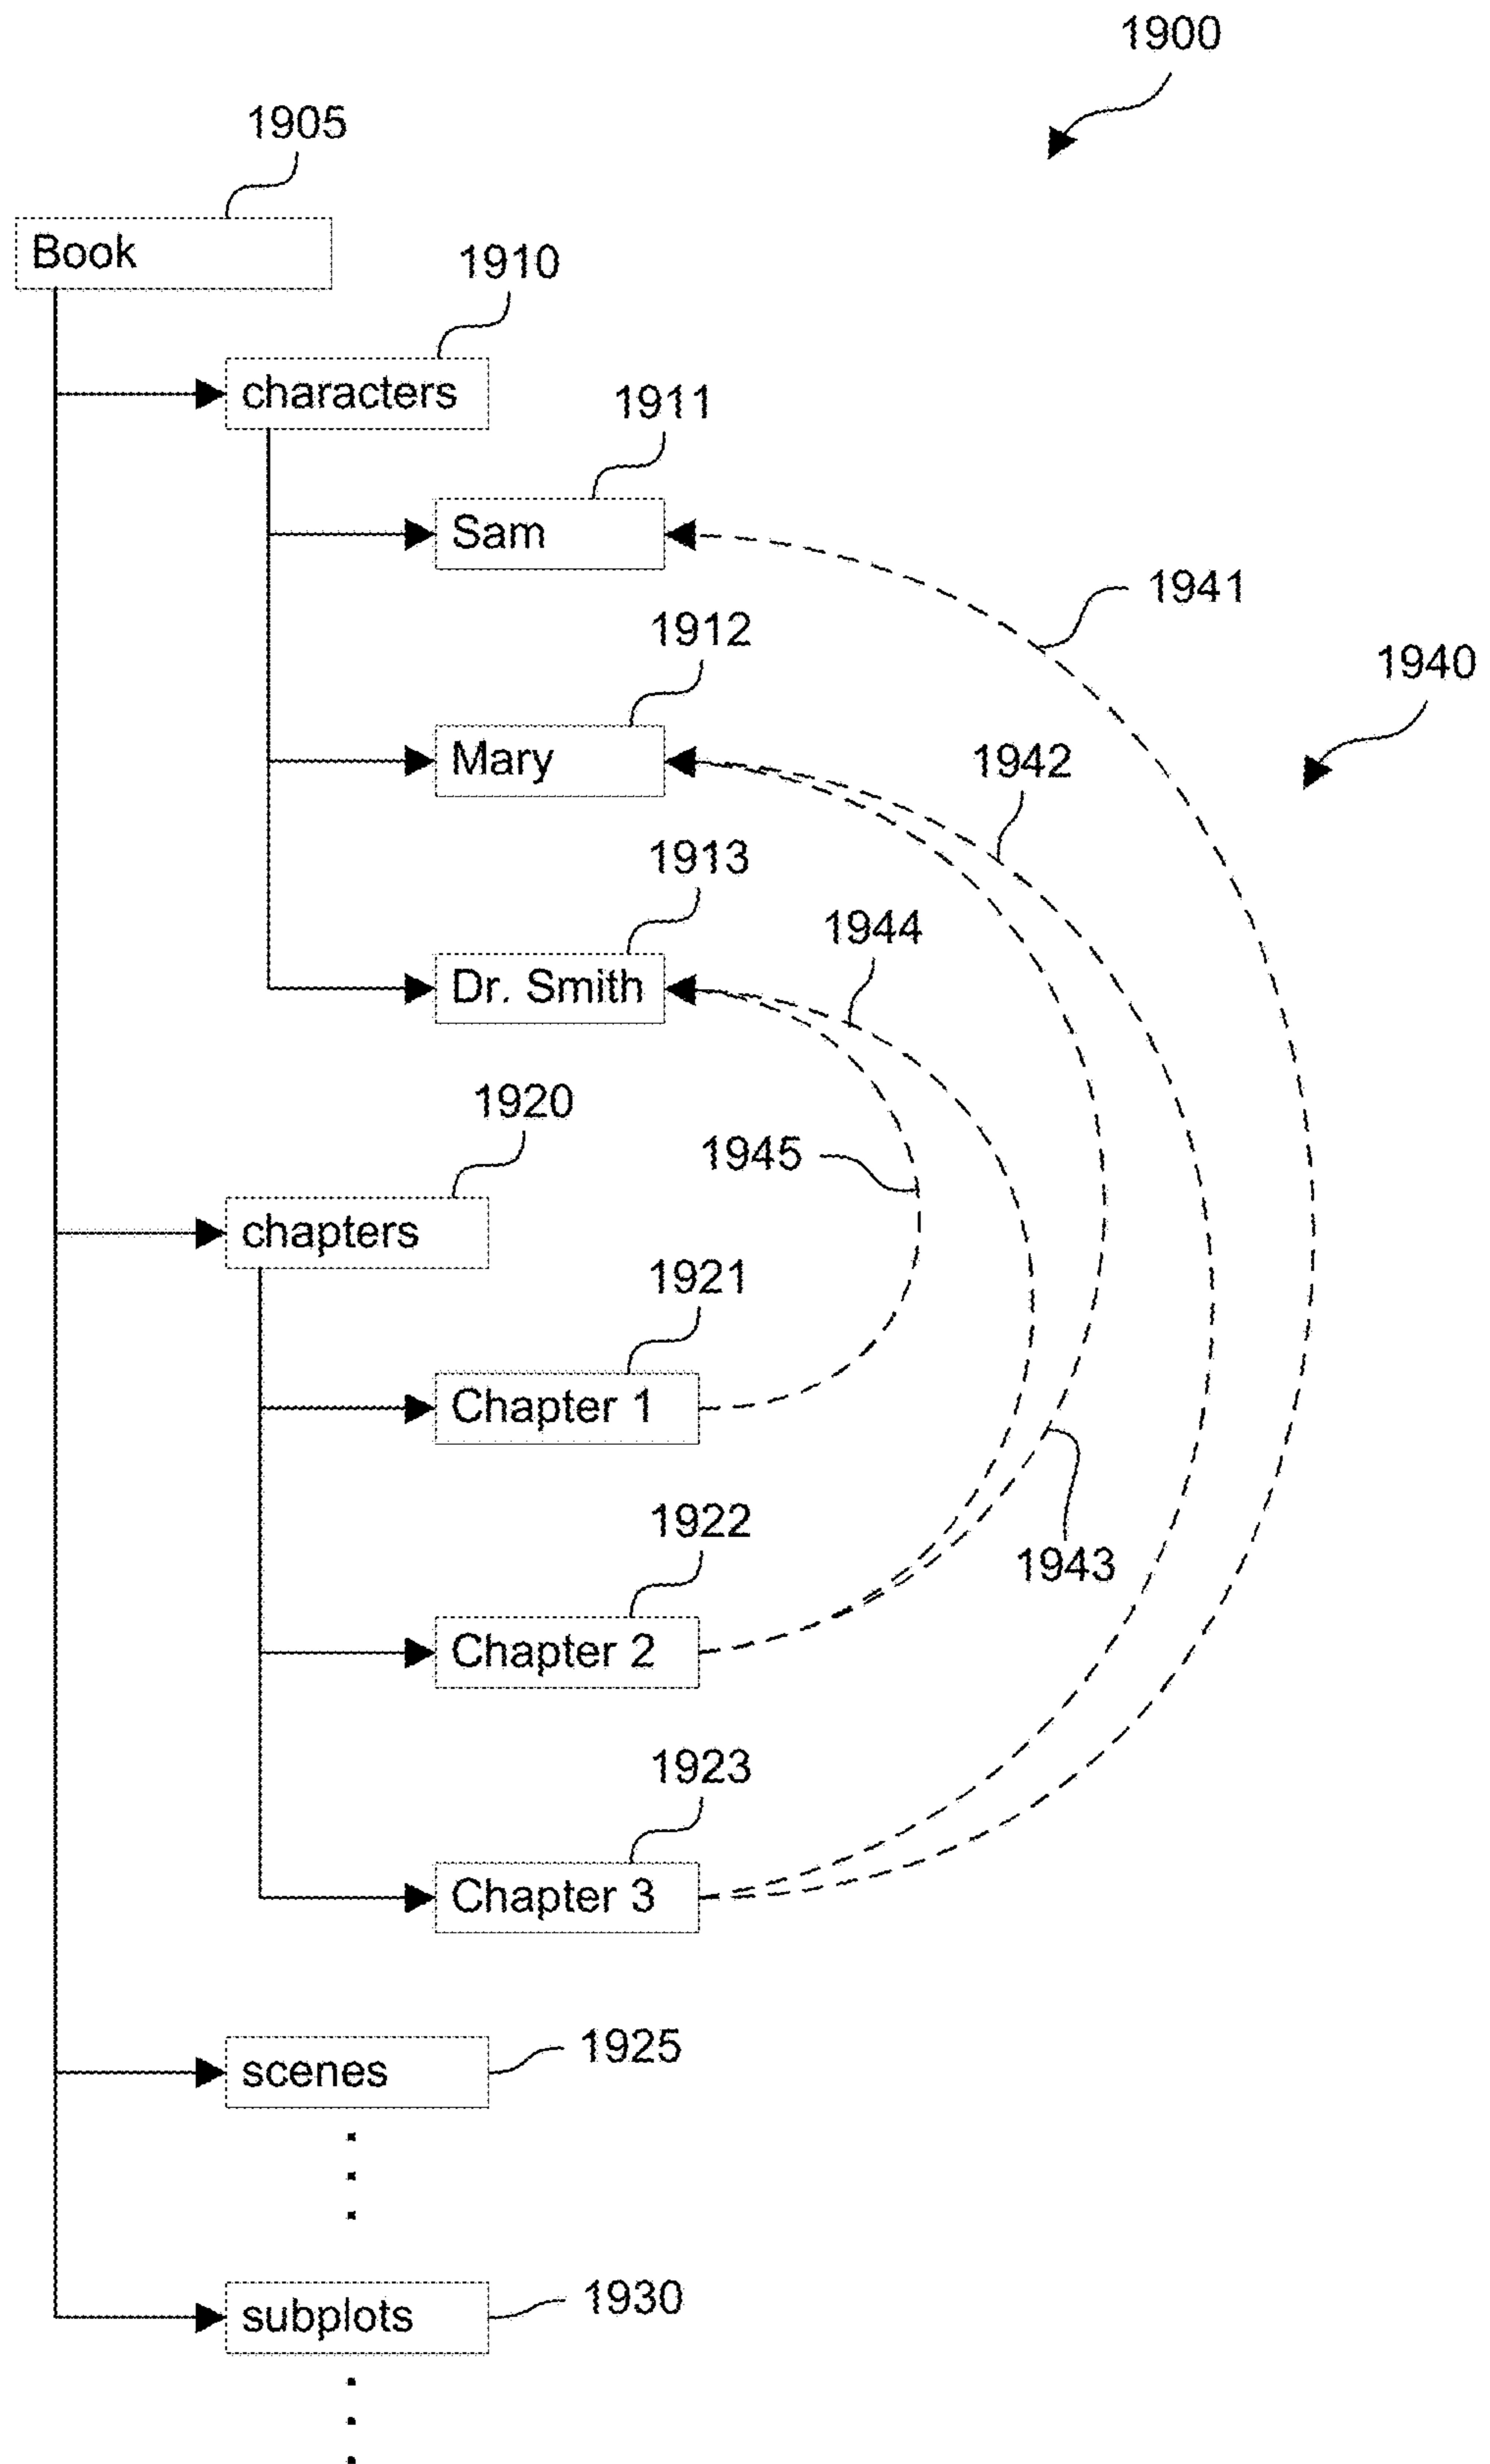 1900
1905
Book
1910
characters
1911
Sam
1941
1912
1940
Mary
1942
1913
1944
Dr. Smith
1920
1945
chapters
1921
Chapter 1
1922
1943
Chapter 2
1923
Chapter 3
1925
scenes
1930
subplots